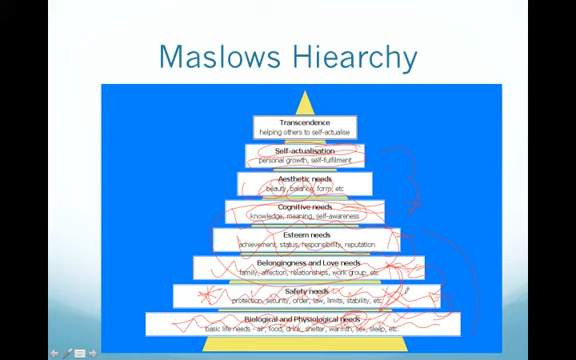 Maslows Hiearchy
Transcendence
helping others to self-actualise
Self-actualisation
personal growth, self-fulfilment
Aesthetic needs
beauty, balance, form, etc
Cognitive needs
knowledge, meaning, self-awareness
Esteem needs
achievement, status, responsibility, reputation
Belongingness and Love needs
family, affection, relationships, work group, etc
Safety needs
protection, security, order, law, limits, stability, etc
Biological and Physiological needs
basic life needs - air, food, drink, shelter, warmth, sex, sleep, etc.